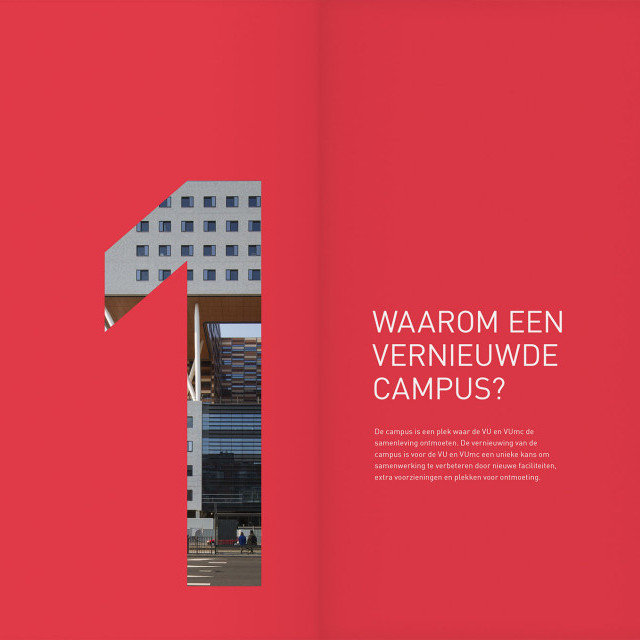 1
WAAROM EEN
VERNIEUWDE
CAMPUS?
De campus is een plek waar de VU en VUmc de
samenleving ontmoeten. De vernieuwing van de
campus is voor de VU en VUmc een unieke kans om
samenwerking te verbeteren door nieuwe faciliteiten,
extra voorzieningen en plekken voor ontmoeting.